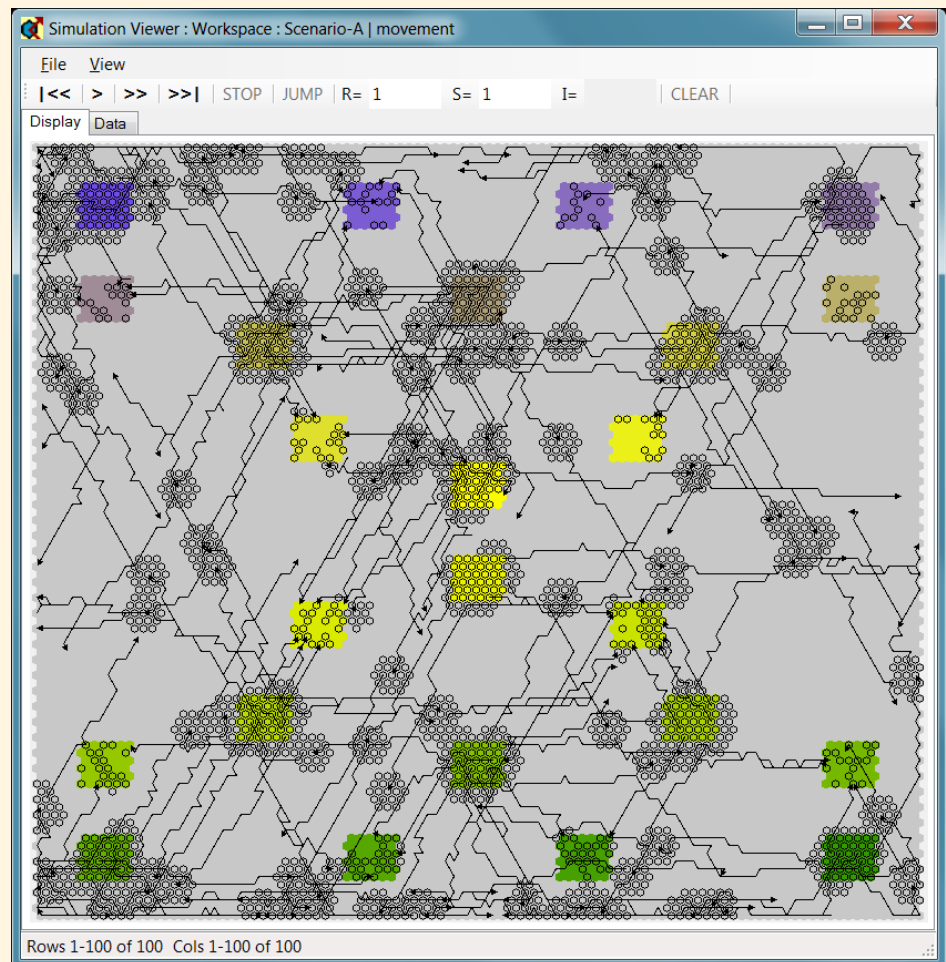 Simulation Viewer : Workspace : Scenario-A | movement
File View
|<< > >> >>| STOP JUMP R= 1 S= 1 I= CLEAR
Display Data
Rows 1-100 of 100 Cols 1-100 of 100